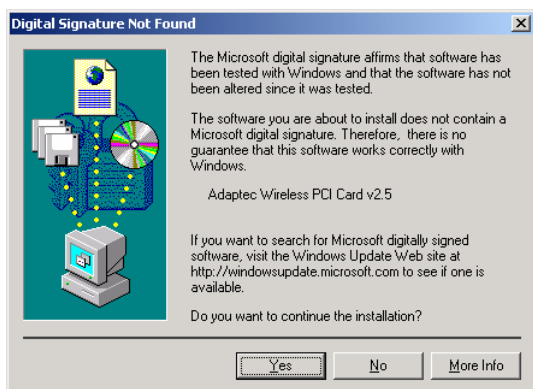 Digital Signature Not Found
The Microsoft digital signature affirms that software has
been tested with Windows and that the software has not
been altered since it was tested.
The software you are about to install does not contain a
Microsoft digital signature. Therefore, there is no
guarantee that this software works correctly with
Windows.
Adaptec Wireless PCI Card v2.5
If you want to search for Microsoft digitally signed
software, visit the Windows Update Web site at
http://windowsupdate.microsoft.com to see if one is
available.
Do you want to continue the installation?
Yes No More Info